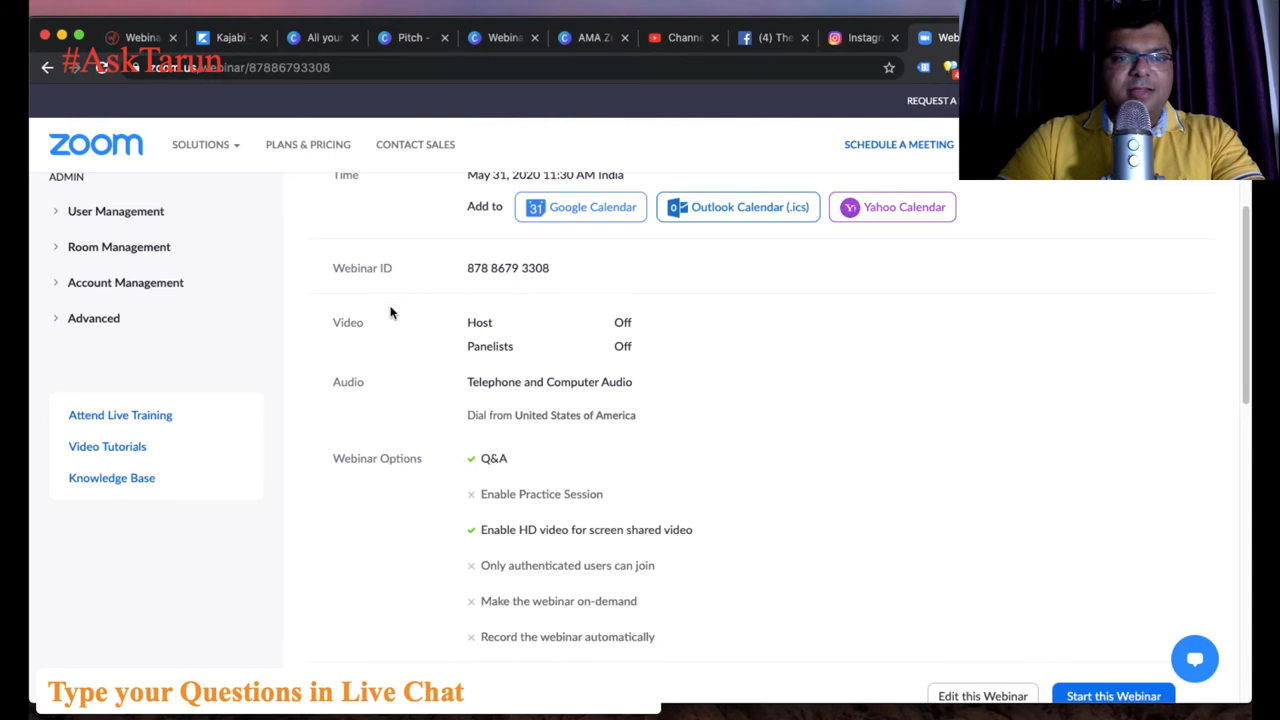 Webina
Kajabi -
All your
Pitch -
Webina
AMA Zo
Channe
(4) The
Instagr
Web
#AskTarun
zoom.us/webinar/87886793308
REQUEST A
zoom
SOLUTIONS
PLANS & PRICING
CONTACT SALES
SCHEDULE A MEETING
ADMIN
User Management
Room Management
Account Management
Advanced
Attend Live Training
Video Tutorials
Knowledge Base
Time
May 31, 2020 11:30 AM India
Add to
31 Google Calendar
Outlook Calendar (.ics)
Yahoo Calendar
Webinar ID
878 8679 3308
Video
Host Off
Panelists Off
Audio
Telephone and Computer Audio
Dial from United States of America
Webinar Options
Q&A
Enable Practice Session
Enable HD video for screen shared video
Only authenticated users can join
Make the webinar on-demand
Record the webinar automatically
Edit this Webinar
Start this Webinar
Type your Questions in Live Chat